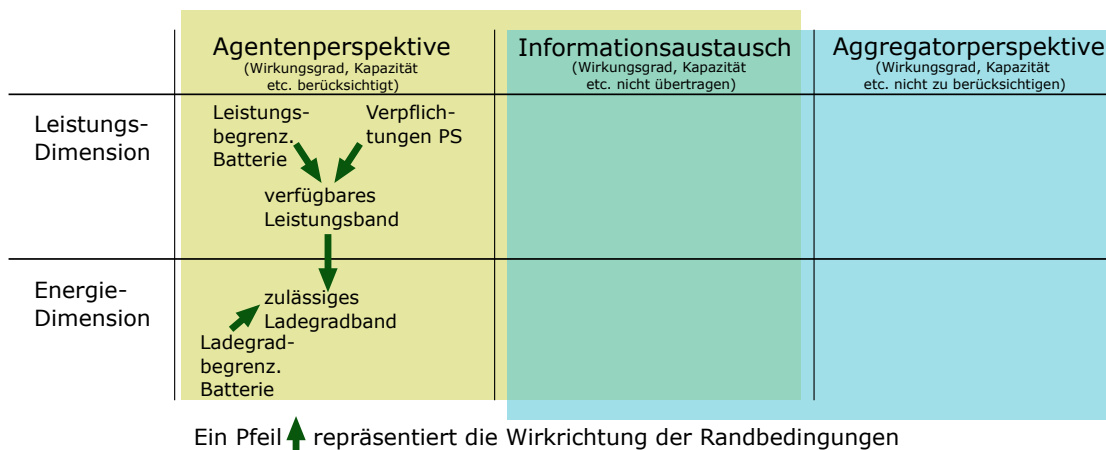 Agentenperspektive
(Wirkungsgrad, Kapazität
etc. berücksichtigt)
Informationsaustausch
(Wirkungsgrad, Kapazität
etc. nicht übertragen)
Aggregatorperspektive
(Wirkungsgrad, Kapazität
etc. nicht zu berücksichtigen)
Leistungs-
Dimension
Leistungs-
begrenz.
Batterie
Verpflich-
tungen PS
verfügbares
Leistungsband
Energie-
Dimension
zulässiges
Ladegradband
Ladegrad-
begrenz.
Batterie
Ein Pfeil repräsentiert die Wirkrichtung der Randbedingungen